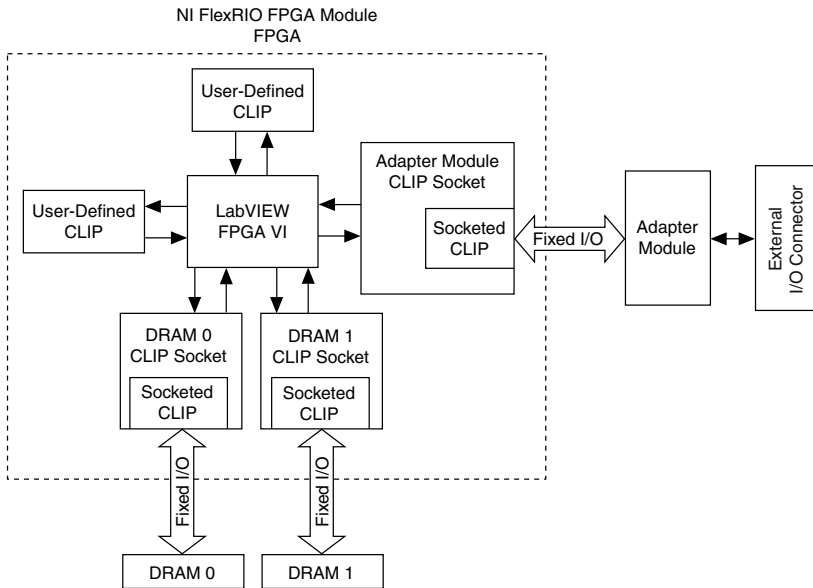 NI FlexRIO FPGA Module
FPGA
User-Defined
CLIP
User-Defined
CLIP
LabVIEW
FPGA VI
Adapter Module
CLIP Socket
Socketed
CLIP
Fixed I/O
Adapter
Module
External
I/O Connector
DRAM 0
CLIP Socket
Socketed
CLIP
DRAM 1
CLIP Socket
Socketed
CLIP
Fixed I/O
Fixed I/O
DRAM 0
DRAM 1